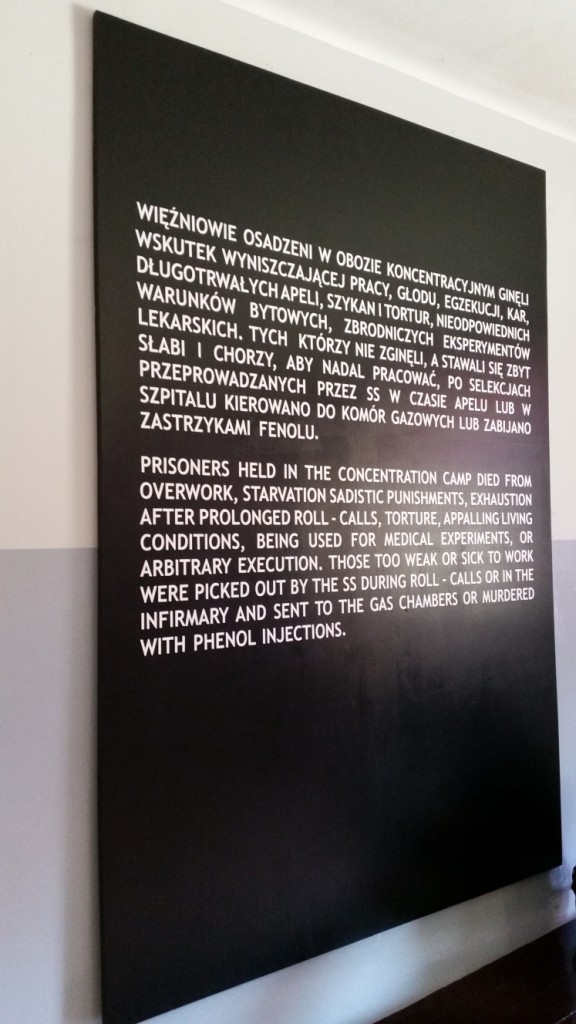 WIĘŹNIOWIE OSADZENI W OBOZIE KONCENTRACYJNYM GINĘLI
WSKUTEK WYNISZCZAJĄCEJ PRACY, GŁODU, EGZEKUCJI, KAR,
DŁUGOTRWAŁYCH APELI, SZYKAN I TORTUR, NIEODPOWIEDNICH
WARUNKÓW BYTOWYCH, ZBRODNICZYCH EKSPERYMENTÓW
LEKARSKICH. TYCH KTÓRZY NIE ZGINĘLI, A STAWALI SIĘ ZBYT
SŁABI I CHORZY, ABY NADAL PRACOWAĆ, PO SELEKCJACH
PRZEPROWADZANYCH PRZEZ SS W CZASIE APELU LUB W
SZPITALU KIEROWANO DO KOMÓR GAZOWYCH LUB ZABIJANO
ZASTRZYKAMI FENOLU.
PRISONERS HELD IN THE CONCENTRATION CAMP DIED FROM
OVERWORK, STARVATION SADISTIC PUNISHMENTS, EXHAUSTION
AFTER PROLONGED ROLL - CALLS, TORTURE, APPALLING LIVING
CONDITIONS, BEING USED FOR MEDICAL EXPERIMENTS, OR
ARBITRARY EXECUTION. THOSE TOO WEAK OR SICK TO WORK
WERE PICKED OUT BY THE SS DURING ROLL - CALLS OR IN THE
INFIRMARY AND SENT TO THE GAS CHAMBERS OR MURDERED
WITH PHENOL INJECTIONS.